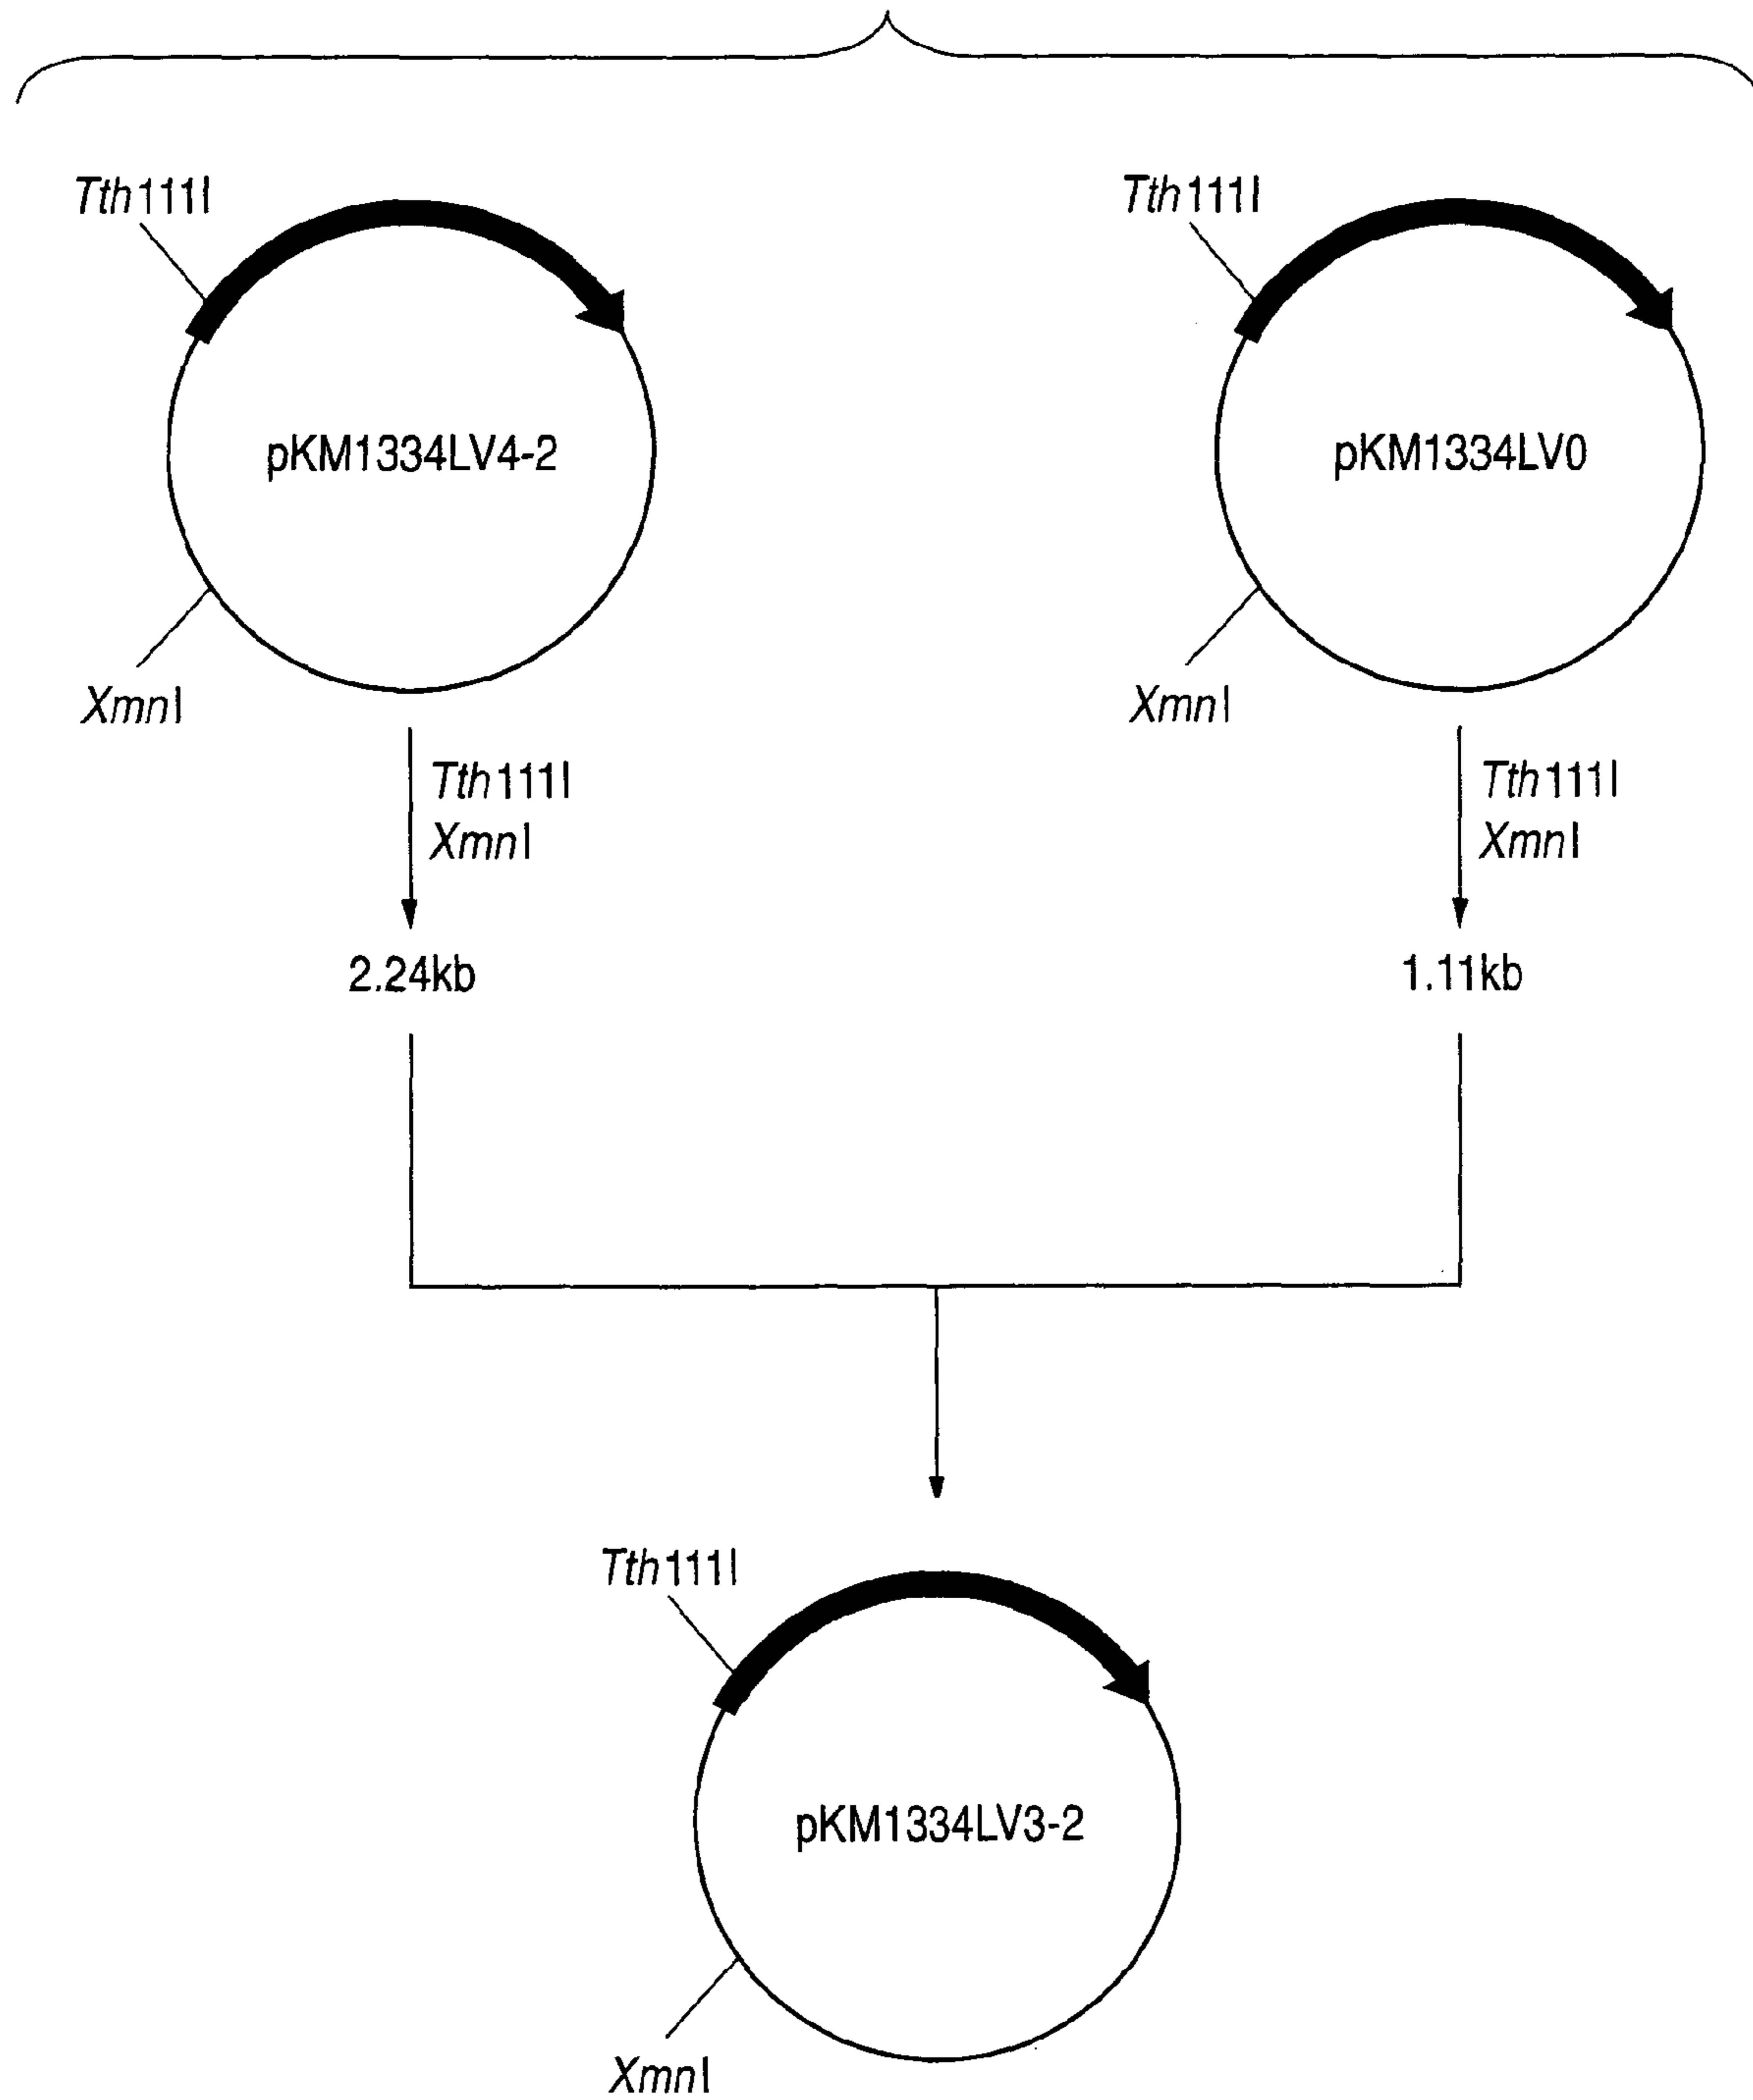 Tth111I
Tth111I
pKM1334LV4-2
pKM1334LV0
XmnI
XmnI
Tth111I
XmnI
Tth111I
XmnI
2.24kb
1.11kb
Tth111I
pKM1334LV3-2
XmnI